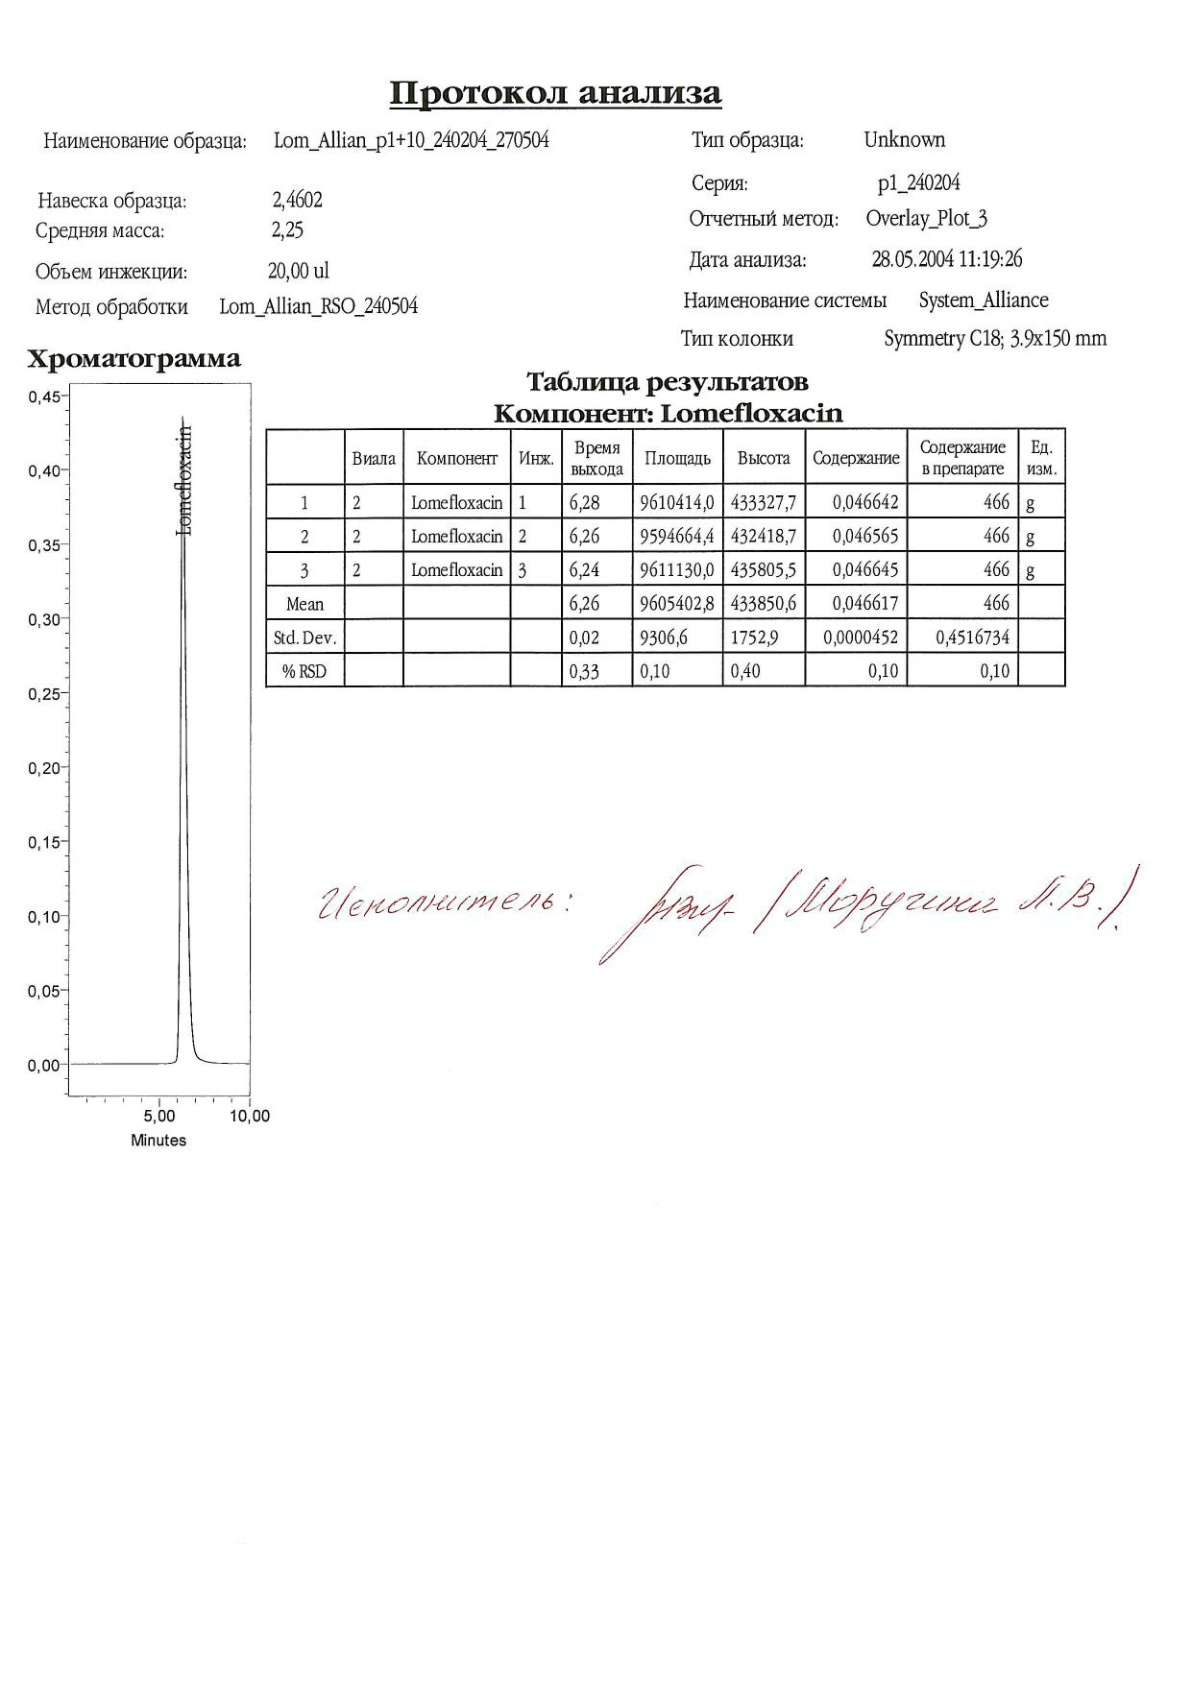 Протокол анализа
Наименование образца: Lom_Allian_p1+10_240204_270504
Тип образца: Unknown
Серия: p1_240204
Навеска образца: 2,4602
Отчетный метод: Overlay_Plot_3
Средняя масса: 2,25
Дата анализа: 28.05.2004 11:19:26
Объем инжекции: 20,00 ul
Наименование системы System_Alliance
Метод обработки Lom_Allian_RSO_240504
Тип колонки Symmetry C18; 3.9x150 mm
Хроматограмма
0,45
0,40
0,35
0,30
0,25
0,20
0,15
0,10
0,05
0,00
Lomefloxacin
5,00 10,00
Minutes
Таблица результатов
Компонент: Lomefloxacin
Виала Компонент Инж. Время выхода Площадь Высота Содержание Содержание в препарате Ед. изм.
1 2 Lomefloxacin 1 6,28 9610414,0 433327,7 0,046642 466 g
2 2 Lomefloxacin 2 6,26 9594664,4 432418,7 0,046565 466 g
3 2 Lomefloxacin 3 6,24 9611130,0 435805,5 0,046645 466 g
Mean 6,26 9605402,8 433850,6 0,046617 466
Std. Dev. 0,02 9306,6 1752,9 0,0000452 0,4516734
% RSD 0,33 0,10 0,40 0,10 0,10
Исполнитель: (Моругина Л.В.)